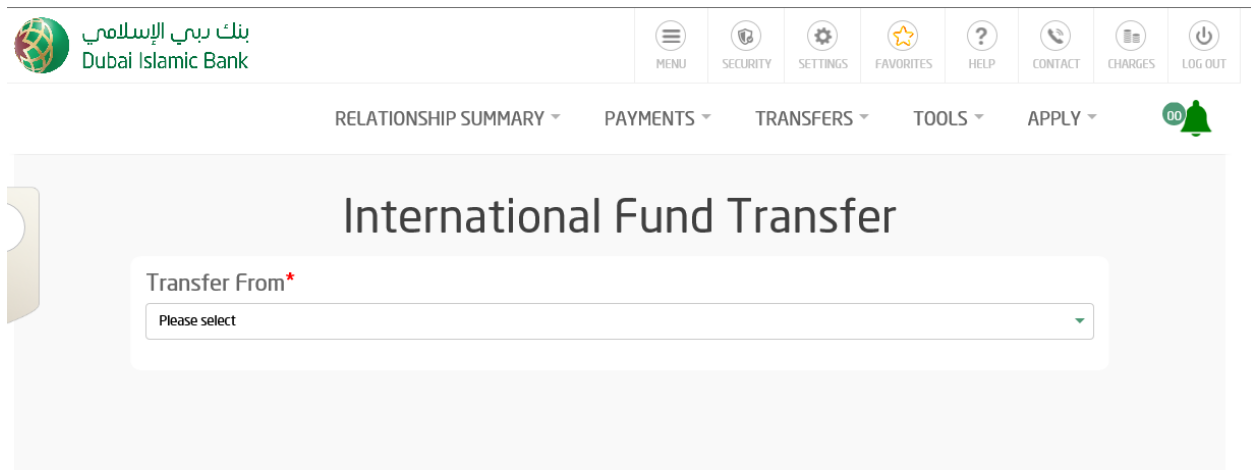 بنك دبي الإسلامي
Dubai Islamic Bank
MENU
SECURITY
SETTINGS
FAVORITES
HELP
CONTACT
CHARGES
LOG OUT
RELATIONSHIP SUMMARY
PAYMENTS
TRANSFERS
TOOLS
APPLY
00
International Fund Transfer
Transfer From*
Please select